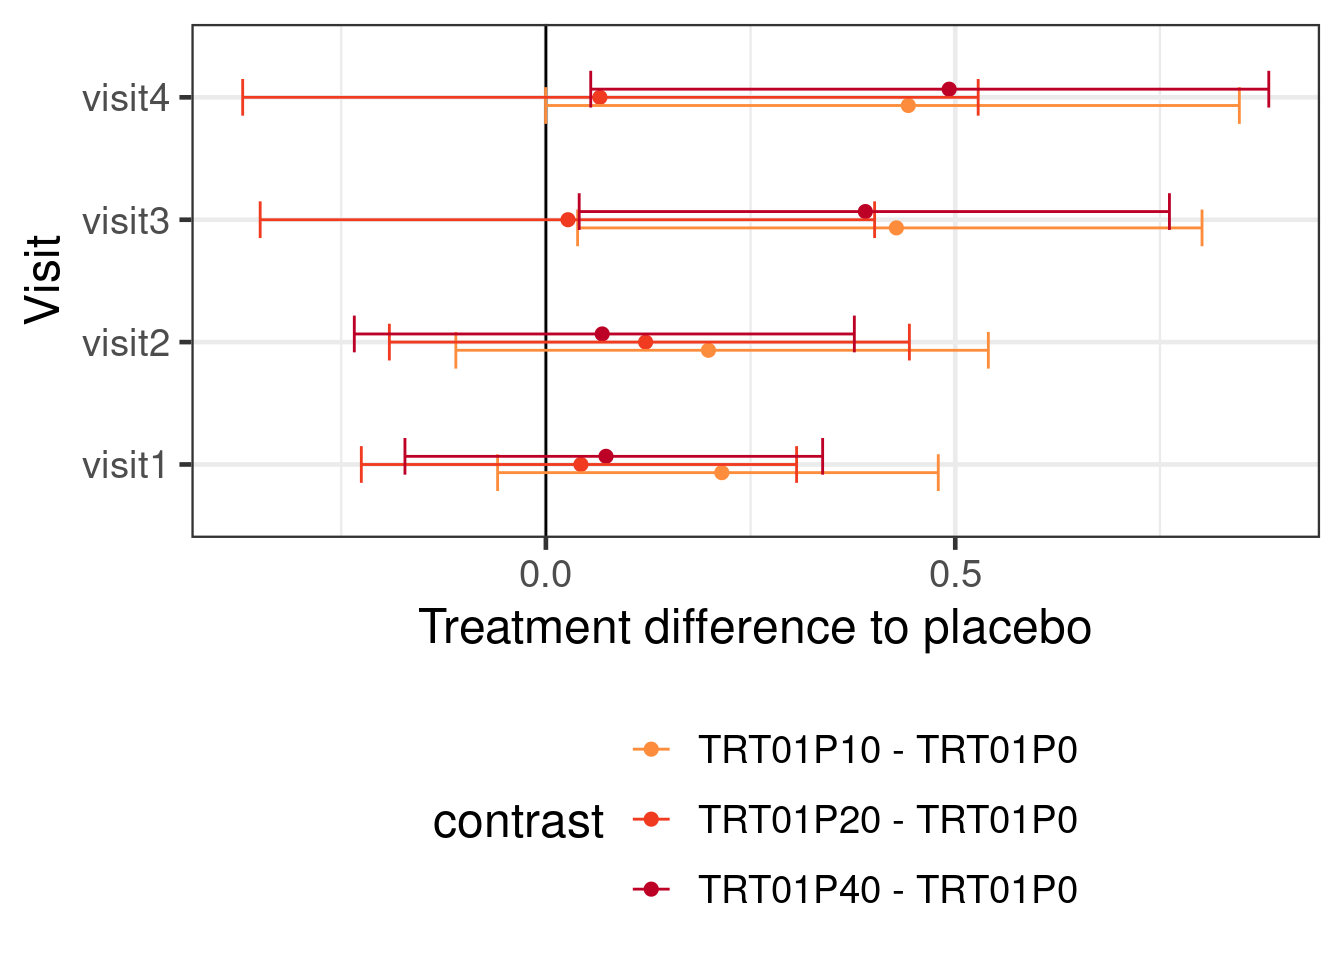 visit4
visit3
visit2
visit1
Visit
0.0
0.5
Treatment difference to placebo
contrast
TRT01P10 - TRT01P0
TRT01P20 - TRT01P0
TRT01P40 - TRT01P0